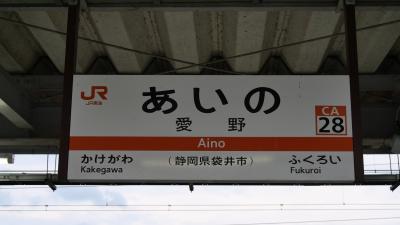 JR
JR東海
あいの
愛野
CA
28
Aino
かけがわ
Kakegawa
(静岡県袋井市)
ふくろい
Fukuroi